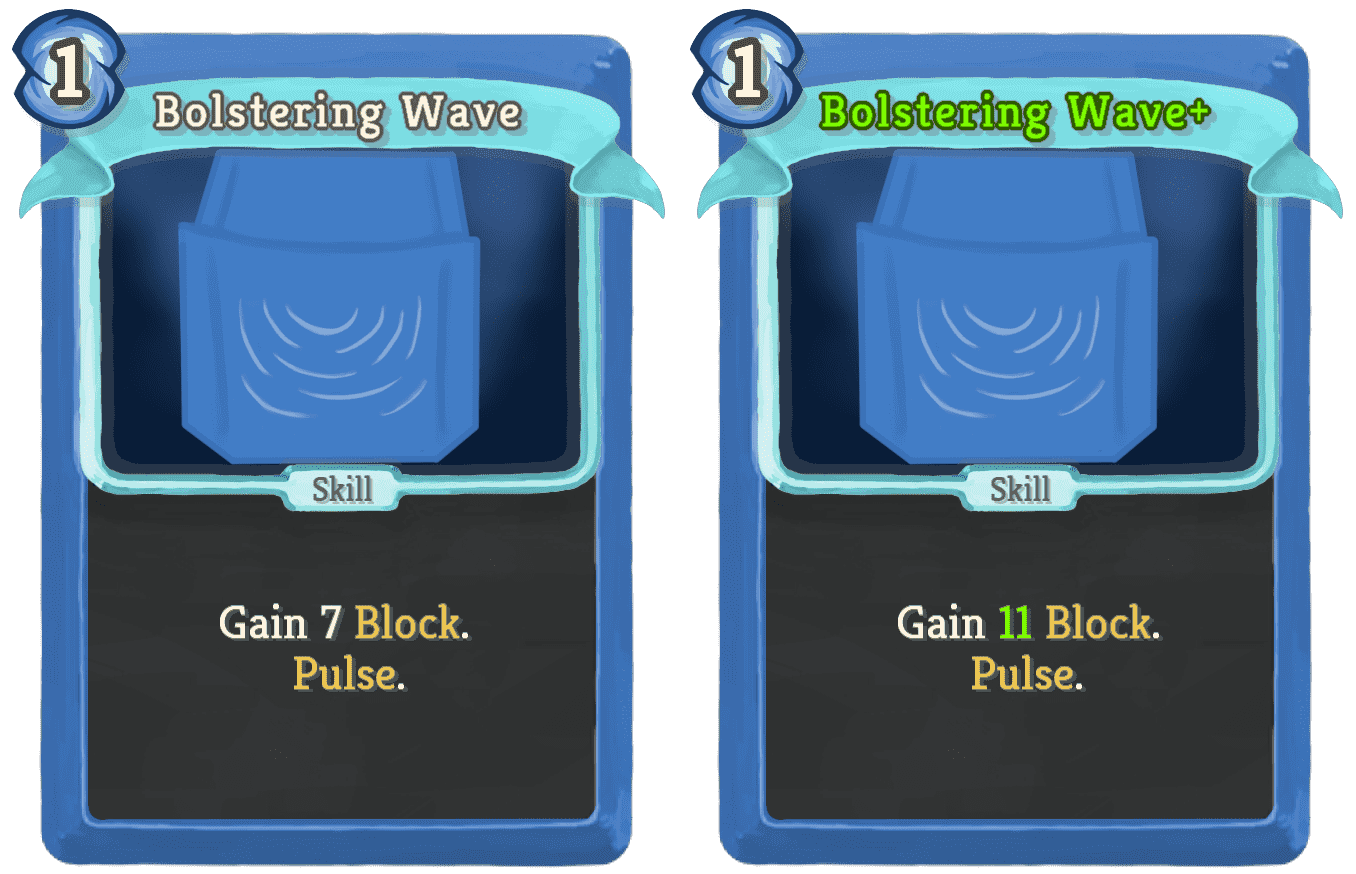 1
Bolstering Wave
Skill
Gain 7 Block.
Pulse.
1
Bolstering Wave+
Skill
Gain 11 Block.
Pulse.